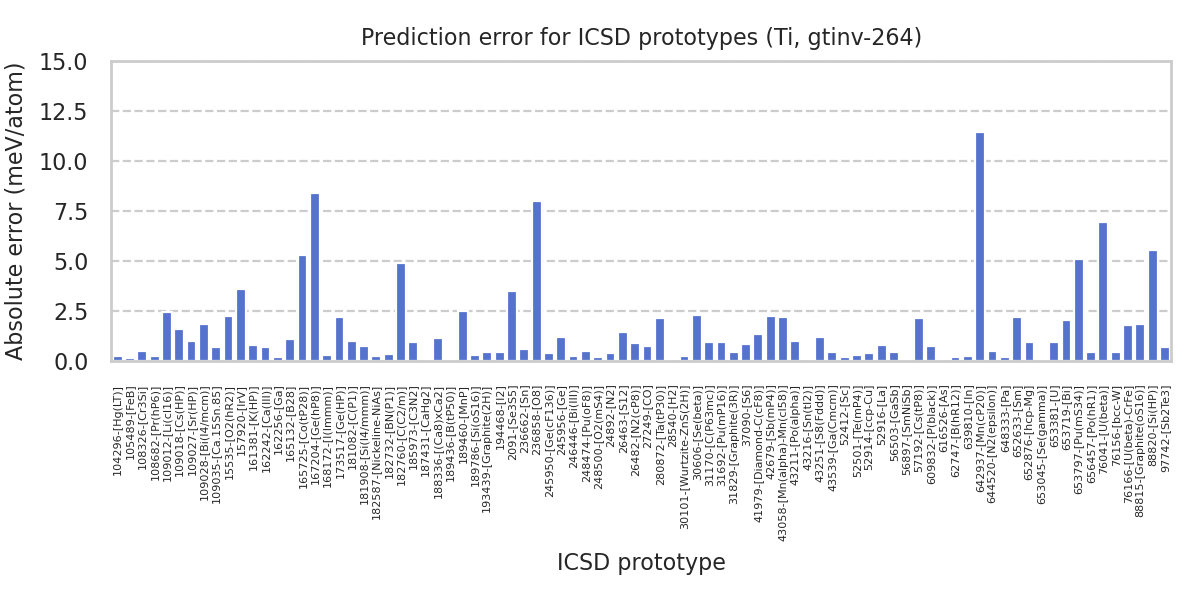 Prediction error for ICSD prototypes (Ti, gtinv-264)
Absolute error (meV/atom)
15.0
12.5
10.0
7.5
5.0
2.5
0.0
104296-[Hg(LT)]
105489-[FeB]
108326-[Cr3Si]
108682-[Pr(hP6)]
109012-[Li(cI16)]
109018-[Cs(HP)]
109027-[Sr(HP)]
109028-[Bi(I4/mcm)]
109035-[Ca.15Sn.85]
15535-[O2(hR2)]
157920-[IrV]
161381-[K(HP)]
162242-[Ca(III)]
162256-[Ga]
165132-[B28]
165725-[Co(tP28)]
167204-[Ge(hP8)]
168172-[I(Immm)]
173517-[Ge(HP)]
181082-[C(P1)]
181908-[Si(I4/mmm)]
182587-[Nickeline-NiAs]
182732-[BN(P1)]
182760-[C(C2/m)]
185973-[C3N2]
187431-[CaHg2]
188336-[(Ca8)xCa2]
189436-[B(tP50)]
189460-[MnP]
189786-[Si(oS16)]
193439-[Graphite(2H)]
194468-[I2]
2091-[Se3S5]
236662-[Sn]
236858-[O8]
245950-[Ge(cF136)]
245956-[Ge]
246446-[Bi(III)]
248474-[Pu(oF8)]
248500-[O2(mS4)]
24892-[N2]
26463-[S12]
26482-[N2(cP8)]
27249-[CO]
280872-[Ta(tP30)]
28540-[H2]
30101-[Wurtzite-ZnS(2H)]
30606-[Se(beta)]
31170-[C(P63mc)]
31692-[Pu(mP16)]
31829-[Graphite(3R)]
37090-[S6]
41979-[Diamond-C(cF8)]
42679-[Sb(mP4)]
43058-[Mn(alpha)-Mn(cI58)]
43211-[Po(alpha)]
43216-[Sn(tI2)]
43251-[S8(Fddd)]
43539-[Ga(Cmcm)]
52412-[Sc]
52501-[Te(mP4)]
52914-[fcc-Cu]
52916-[La]
56503-[GaSb]
56897-[SmNiSb]
57192-[Cs(tP8)]
609832-[P(black)]
616526-[As]
62747-[B(hR12)]
639810-[In]
642937-[Mn(cP20)]
644520-[N2(epsilon)]
648333-[Pa]
652633-[Sm]
652876-[hcp-Mg]
653045-[Se(gamma)]
653381-[U]
653719-[Bi]
653797-[Pu(mS34)]
656457-[Po(hR1)]
76041-[U(beta)]
76156-[bcc-W]
76166-[U(beta)-CrFe]
88815-[Graphite(oS16)]
88820-[Si(HP)]
97742-[Sb2Te3]
ICSD prototype